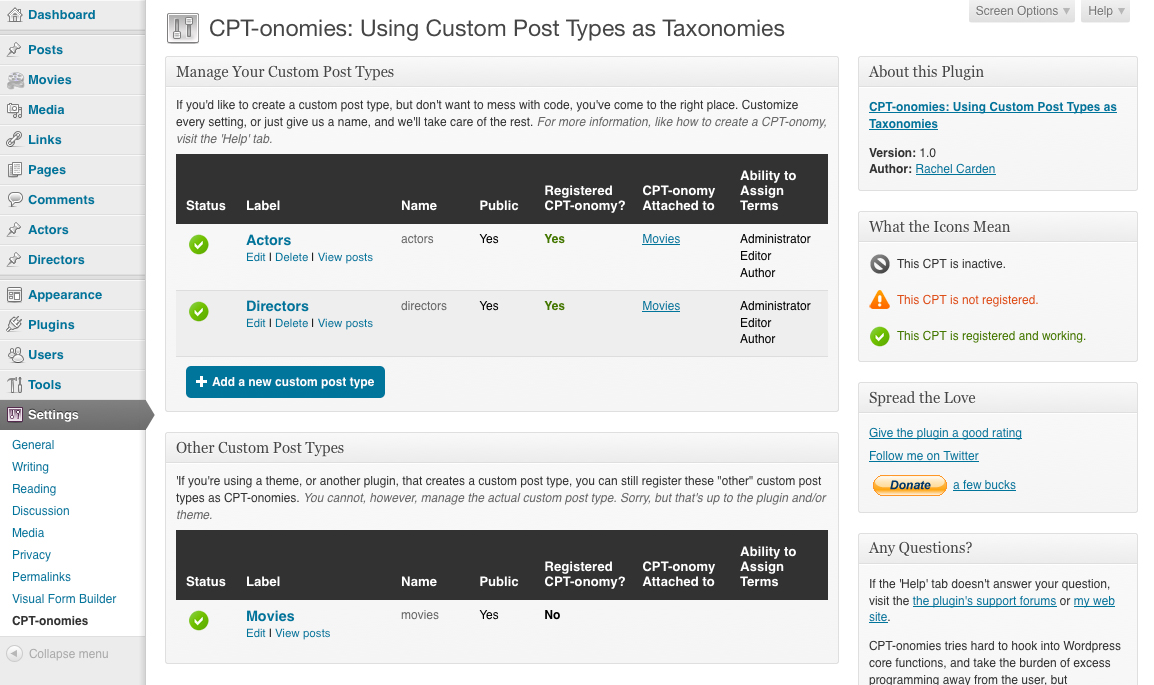 Dashboard
Posts
Movies
Media
Links
Pages
Comments
Actors
Directors
Appearance
Plugins
Users
Tools
Settings
General
Writing
Reading
Discussion
Media
Privacy
Permalinks
Visual Form Builder
CPT-onomies
Collapse menu
Screen Options
Help
CPT-onomies: Using Custom Post Types as Taxonomies
Manage Your Custom Post Types
If you'd like to create a custom post type, but don't want to mess with code, you've come to the right place. Customize
every setting, or just give us a name, and we'll take care of the rest. For more information, like how to create a CPT-onomy,
visit the 'Help' tab.
Status Label Name Public Registered CPT-onomy? CPT-onomy Attached to Ability to Assign Terms
Actors actors Yes Yes Movies Administrator
Edit | Delete | View posts Editor
Author
Directors directors Yes Yes Movies Administrator
Edit | Delete | View posts Editor
Author
Add a new custom post type
Other Custom Post Types
'If you're using a theme, or another plugin, that creates a custom post type, you can still register these "other" custom post
types as CPT-onomies. You cannot, however, manage the actual custom post type. Sorry, but that's up to the plugin and/or
theme.
Status Label Name Public Registered CPT-onomy? CPT-onomy Attached to Ability to Assign Terms
Movies movies Yes No
Edit | View posts
About this Plugin
CPT-onomies: Using Custom Post Types as
Taxonomies
Version: 1.0
Author: Rachel Carden
What the Icons Mean
This CPT is inactive.
This CPT is not registered.
This CPT is registered and working.
Spread the Love
Give the plugin a good rating
Follow me on Twitter
Donate a few bucks
Any Questions?
If the 'Help' tab doesn't answer your question,
visit the the plugin's support forums or my web
site.
CPT-onomies tries hard to hook into Wordpress
core functions, and take the burden of excess
programming away from the user, but